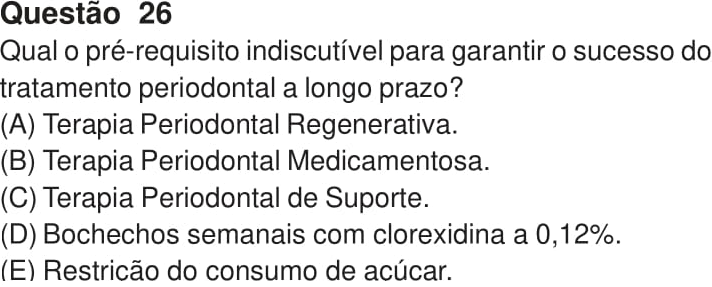 Questão 26
Qual o pré-requisito indiscutível para garantir o sucesso do
tratamento periodontal a longo prazo?
(A) Terapia Periodontal Regenerativa.
(B) Terapia Periodontal Medicamentosa.
(C) Terapia Periodontal de Suporte.
(D) Bochechos semanais com clorexidina a 0,12%.
(E) Restrição do consumo de açúcar.